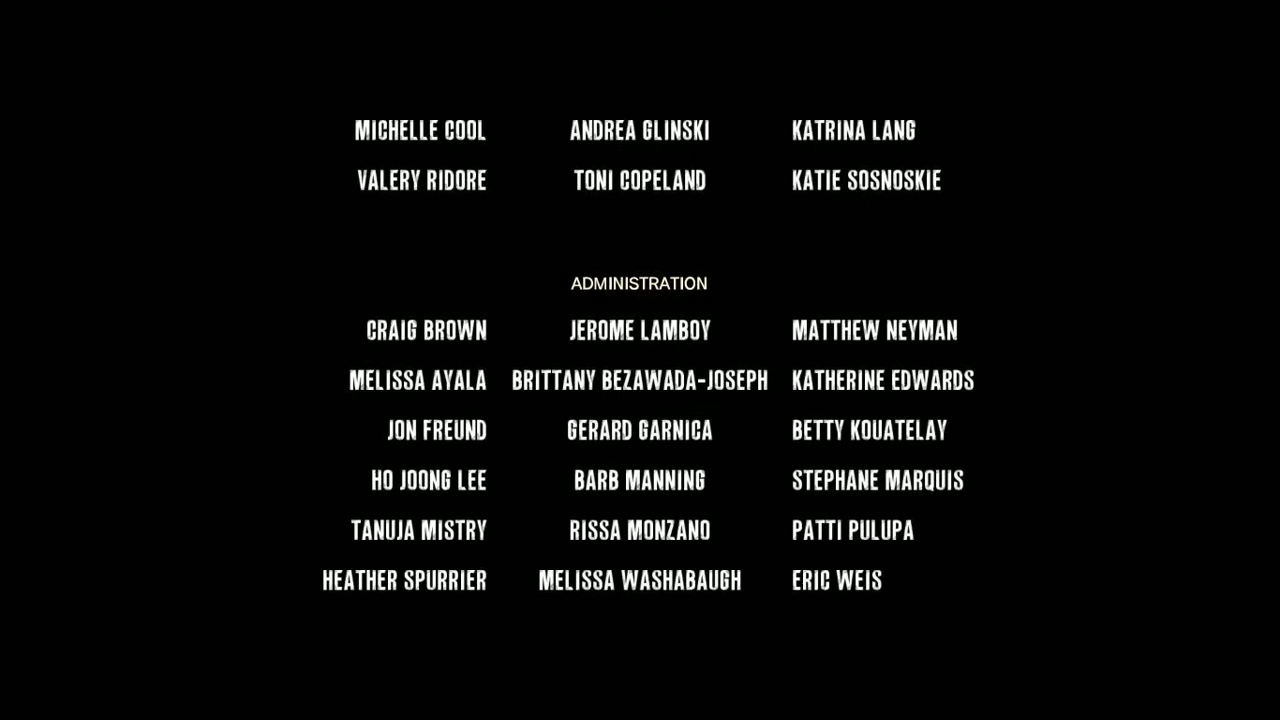 MICHELLE COOL ANDREA GLINSKI KATRINA LANG
VALERY RIDORE TONI COPELAND KATIE SOSNOSKIE
ADMINISTRATION
CRAIG BROWN JEROME LAMBOY MATTHEW NEYMAN
MELISSA AYALA BRITTANY BEZAWADA-JOSEPH KATHERINE EDWARDS
JON FREUND GERARD GARNICA BETTY KOUATELAY
HO JOONG LEE BARB MANNING STEPHANE MARQUIS
TANUJA MISTRY RISSA MONZANO PATTI PULUPA
HEATHER SPURRIER MELISSA WASHABAUGH ERIC WEIS